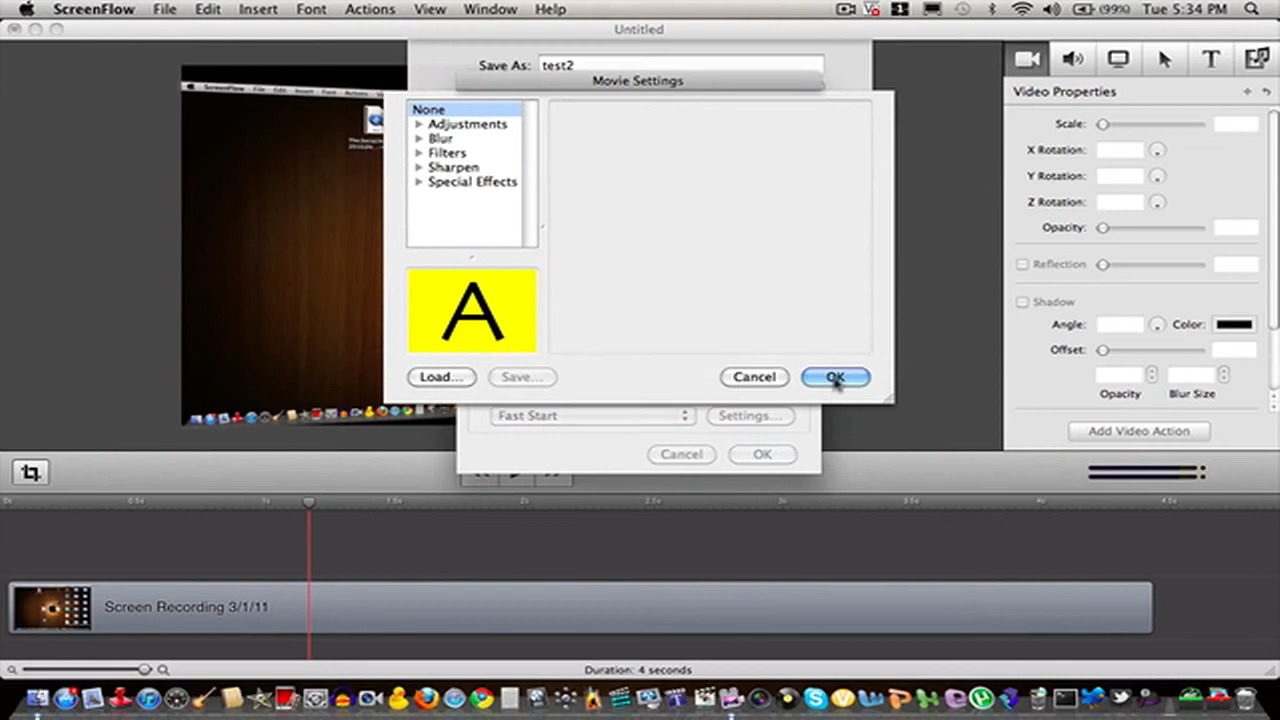 ScreenFlow File Edit Insert Font Actions View Window Help (99%) Tue 5:34 PM
Untitled
Save As: test2
Movie Settings
None
Adjustments
Blur
Filters
Sharpen
Special Effects
A
Load... Save... Cancel OK
Fast Start Settings...
Cancel OK
Video Properties
Scale:
X Rotation:
Y Rotation:
Z Rotation:
Opacity:
Reflection
Shadow
Angle: Color:
Offset:
Opacity Blur Size
Add Video Action
Screen Recording 3/1/11
Duration: 4 seconds